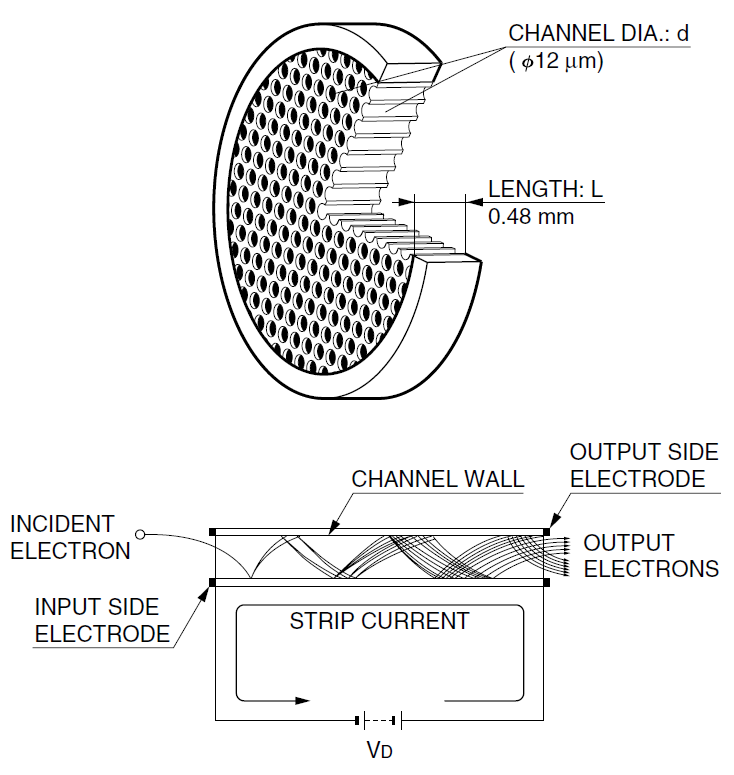 CHANNEL DIA.: d
( ϕ12 µm)
LENGTH: L
0.48 mm
OUTPUT SIDE
ELECTRODE
CHANNEL WALL
INCIDENT
ELECTRON
OUTPUT
ELECTRONS
INPUT SIDE
ELECTRODE
STRIP CURRENT
VD